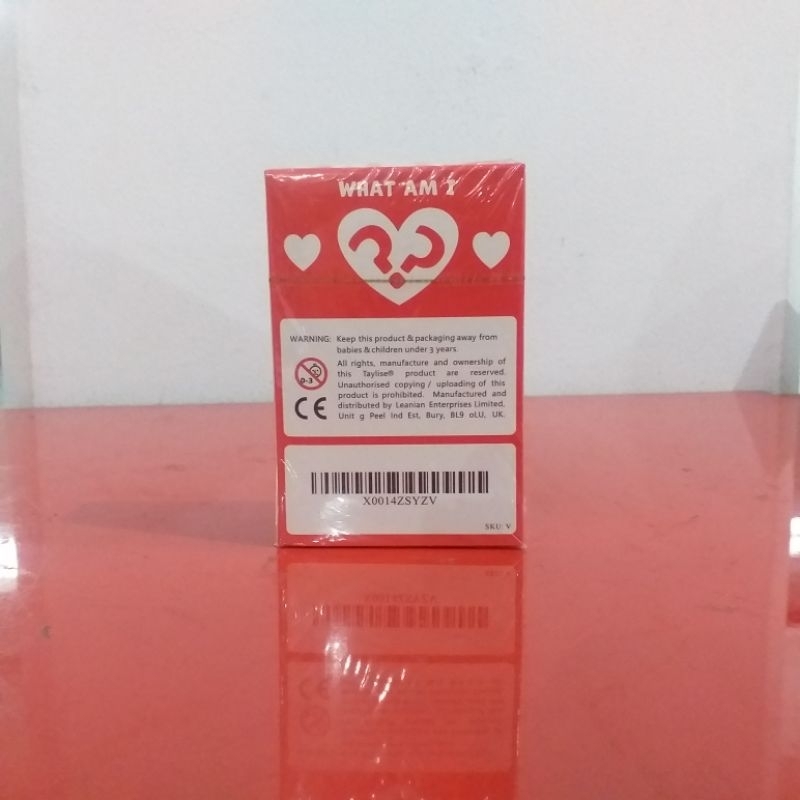 WHAT AM I
WARNING: Keep this product & packaging away from
babies & children under 3 years.
All rights, manufacture and ownership of
this Taylise® product are reserved.
Unauthorised copying / uploading of this
product is prohibited. Manufactured and
distributed by Leanian Enterprises Limited,
Unit g Peel Ind Est, Bury, BL9 0LU, UK.
0-3
CE
X0014ZSYZV
SKU: V